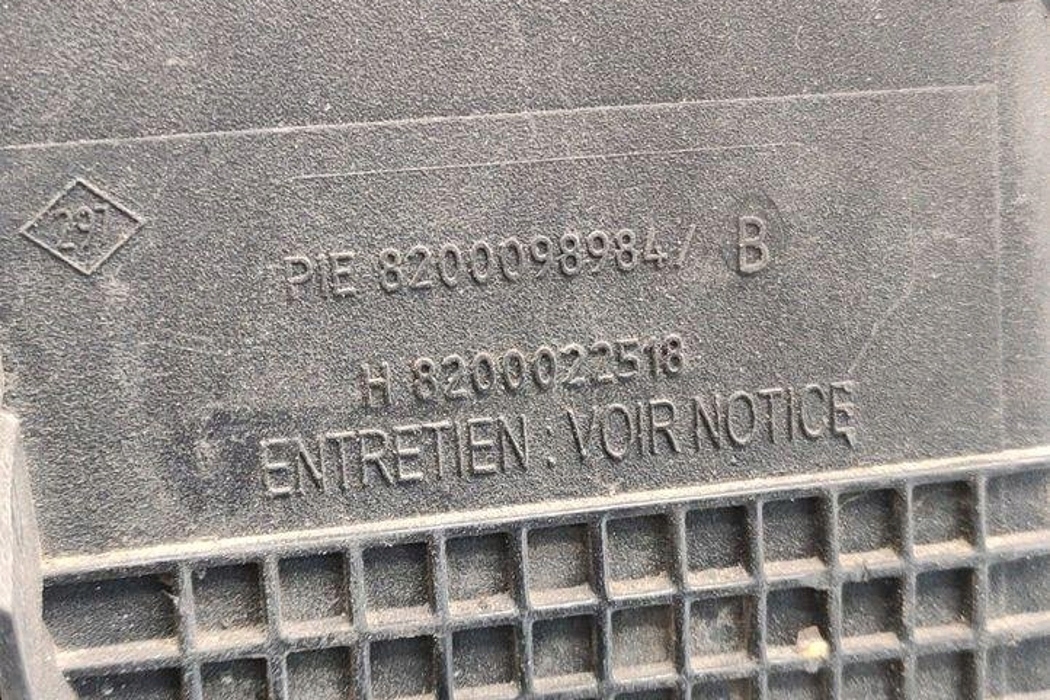 297
PIE 8200098984/ B
H 8200022518
ENTRETIEN : VOIR NOTICE